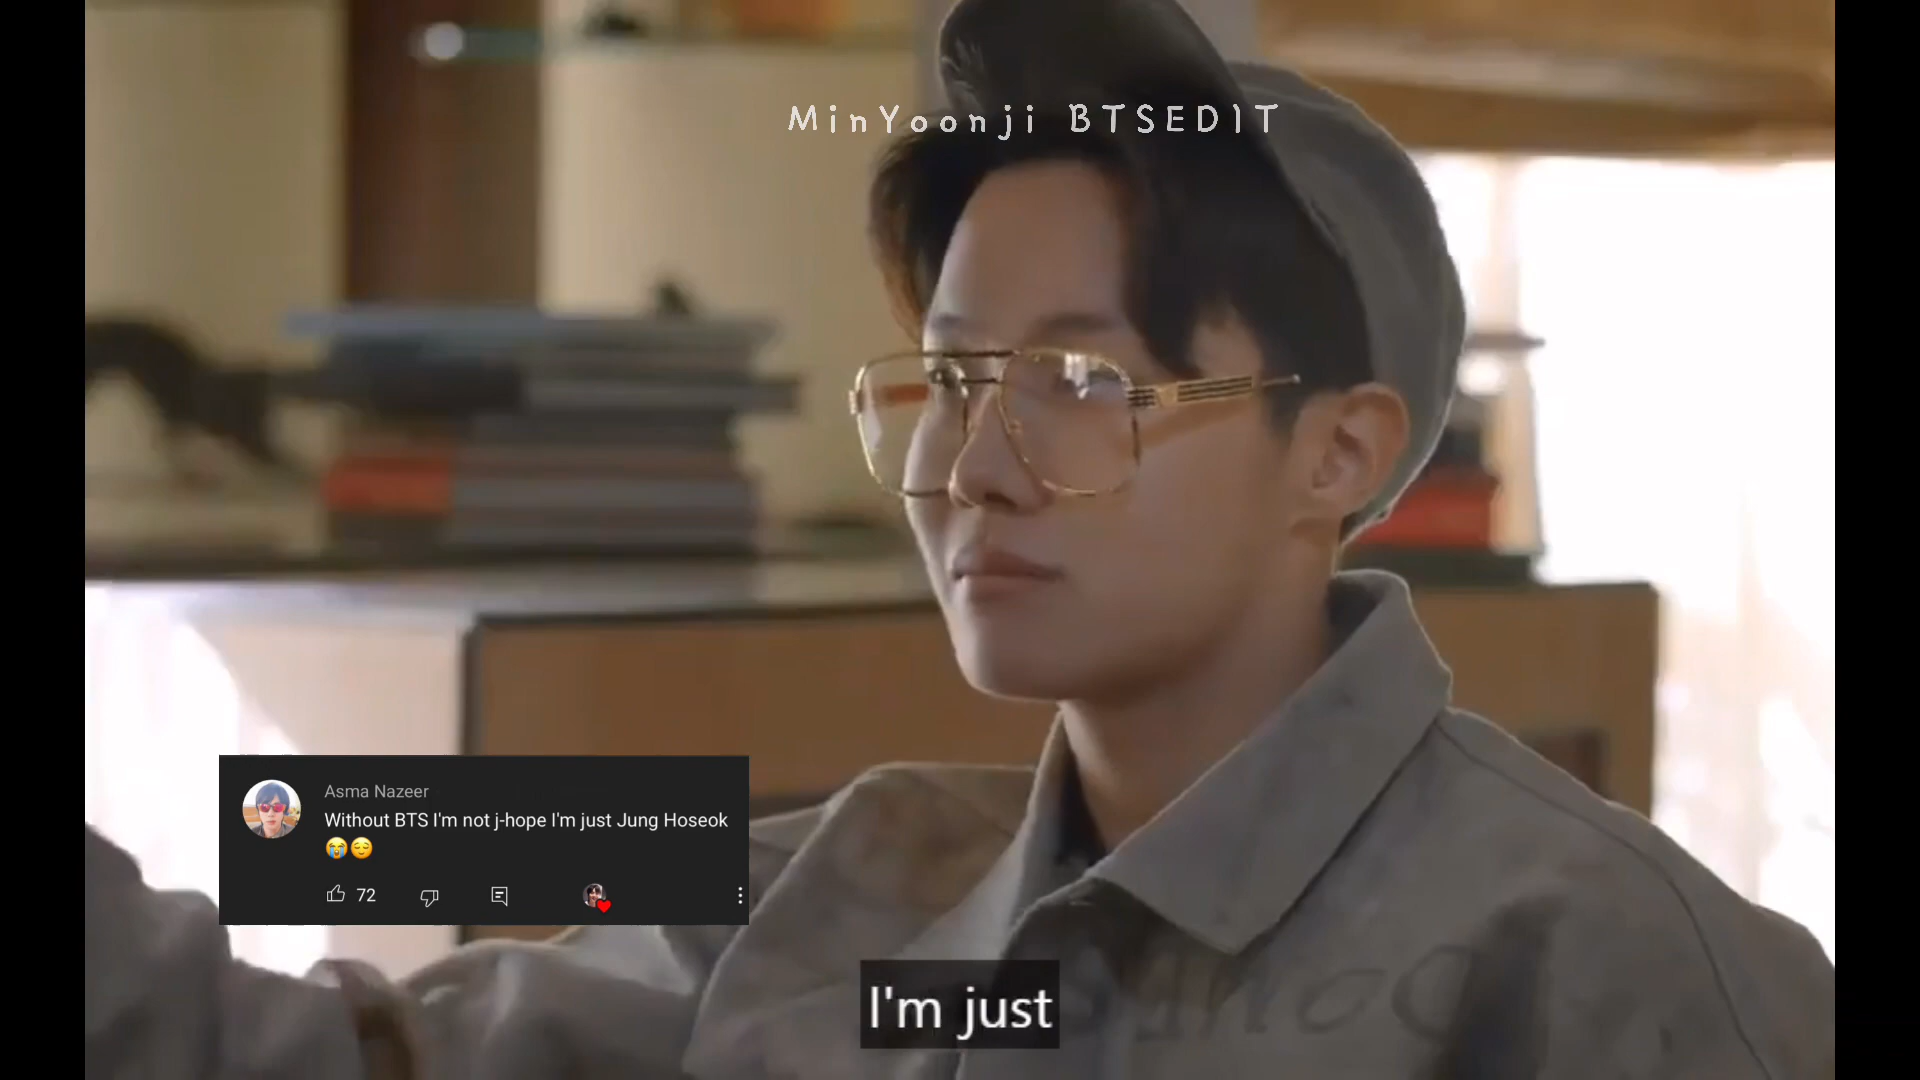 MinYoonji BTSEDIT
Asma Nazeer
Without BTS I'm not j-hope I'm just Jung Hoseok
😭😌
72
I'm just